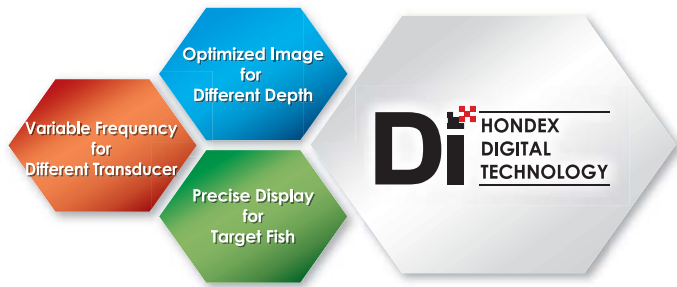 Optimized Image
for
Different Depth
Variable Frequency
for
Different Transducer
Precise Display
for
Target Fish
Di
HONDEX
DIGITAL
TECHNOLOGY